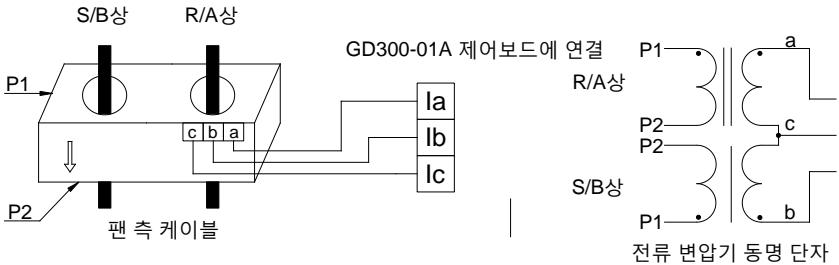 S/B상 R/A상
P1
c b a
P2
팬 측 케이블
GD300-01A 제어보드에 연결
Ia
Ib
Ic
P1 a
R/A상
P2 c
P2
S/B상
P1 b
전류 변압기 동명 단자